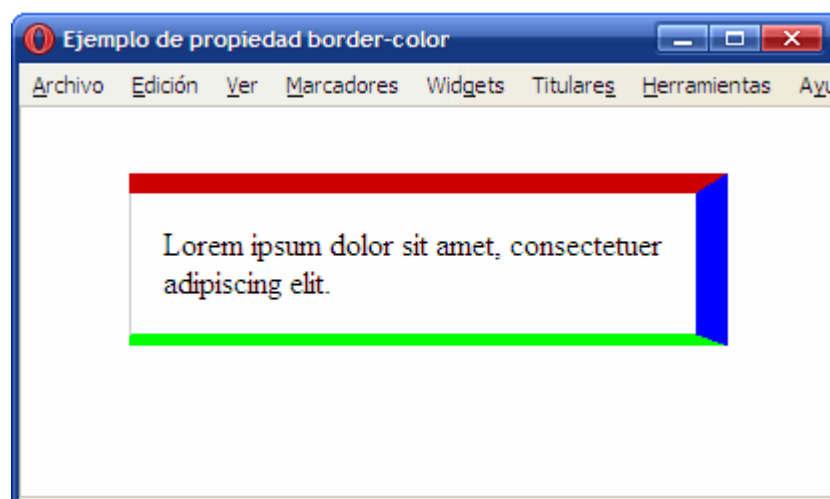 Ejemplo de propiedad border-color
Archivo Edición Ver Marcadores Widgets Titulares Herramientas
Lorem ipsum dolor sit amet, consectetuer
adipiscing elit.